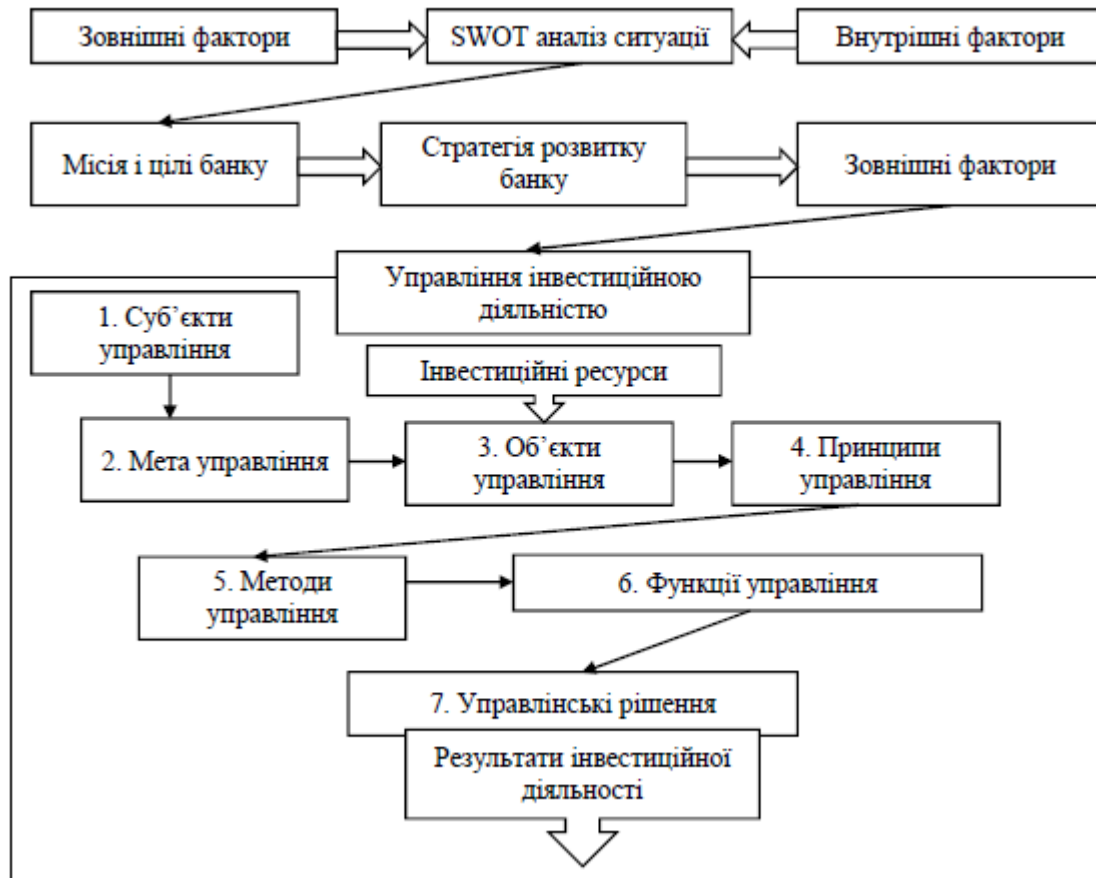 Зовнішні фактори
SWOT аналіз ситуації
Внутрішні фактори
Місія і цілі банку
Стратегія розвитку
банку
Зовнішні фактори
Управління інвестиційною
діяльністю
1. Суб’єкти
управління
Інвестиційні ресурси
2. Мета управління
3. Об’єкти
управління
4. Принципи
управління
5. Методи
управління
6. Функції управління
7. Управлінські рішення
Результати інвестиційної
діяльності